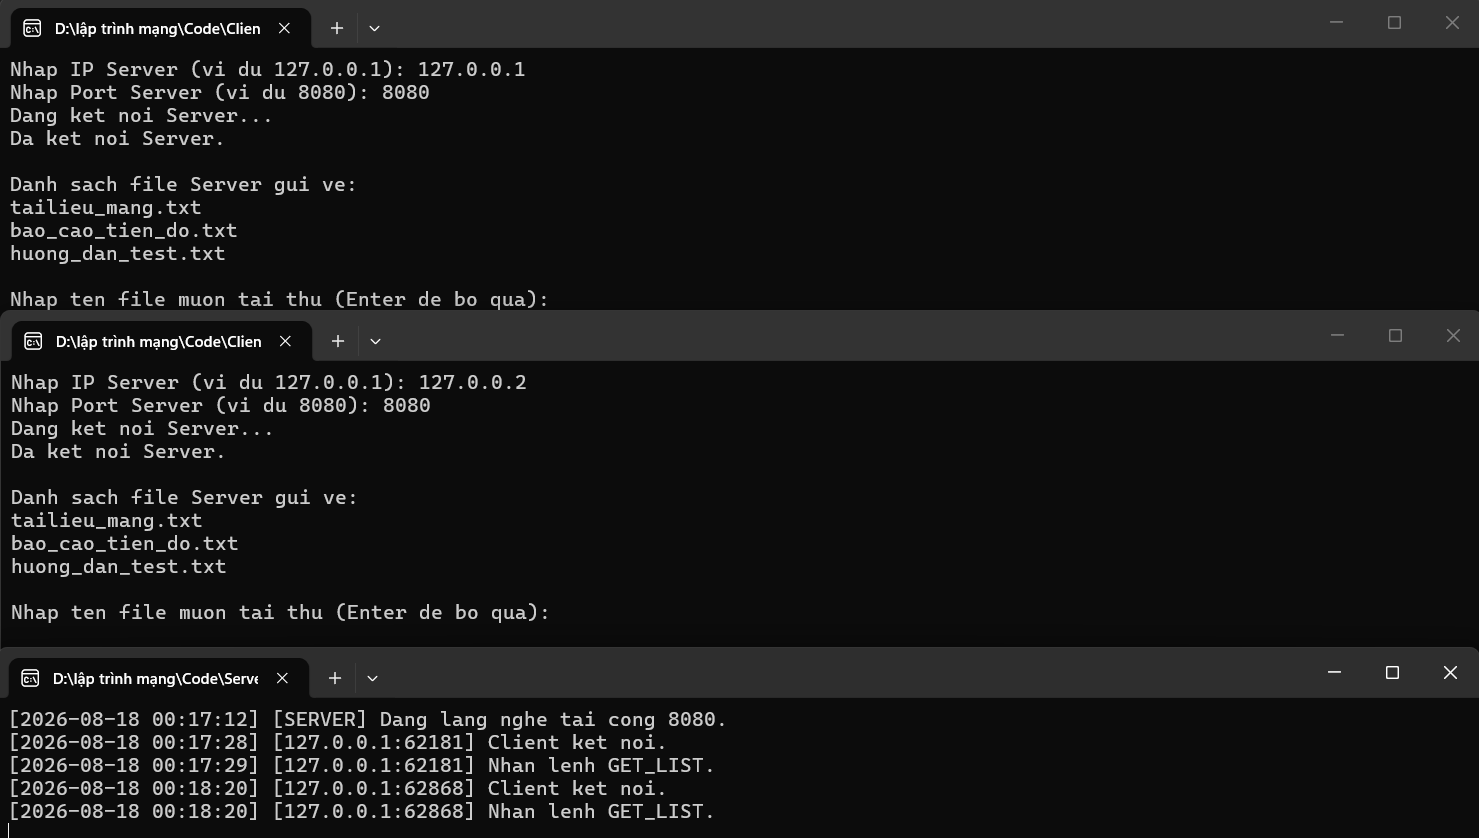 D:\lập trình mạng\Code\Clien
Nhap IP Server (vi du 127.0.0.1): 127.0.0.1
Nhap Port Server (vi du 8080): 8080
Dang ket noi Server...
Da ket noi Server.
Danh sach file Server gui ve:
tailieu_mang.txt
bao_cao_tien_do.txt
huong_dan_test.txt
Nhap ten file muon tai thu (Enter de bo qua):
D:\lập trình mạng\Code\Clien
Nhap IP Server (vi du 127.0.0.1): 127.0.0.2
Nhap Port Server (vi du 8080): 8080
Dang ket noi Server...
Da ket noi Server.
Danh sach file Server gui ve:
tailieu_mang.txt
bao_cao_tien_do.txt
huong_dan_test.txt
Nhap ten file muon tai thu (Enter de bo qua):
D:\lập trình mạng\Code\Serve
[2026-08-18 00:17:12] [SERVER] Dang lang nghe tai cong 8080.
[2026-08-18 00:17:28] [127.0.0.1:62181] Client ket noi.
[2026-08-18 00:17:29] [127.0.0.1:62181] Nhan lenh GET_LIST.
[2026-08-18 00:18:20] [127.0.0.1:62868] Client ket noi.
[2026-08-18 00:18:20] [127.0.0.1:62868] Nhan lenh GET_LIST.